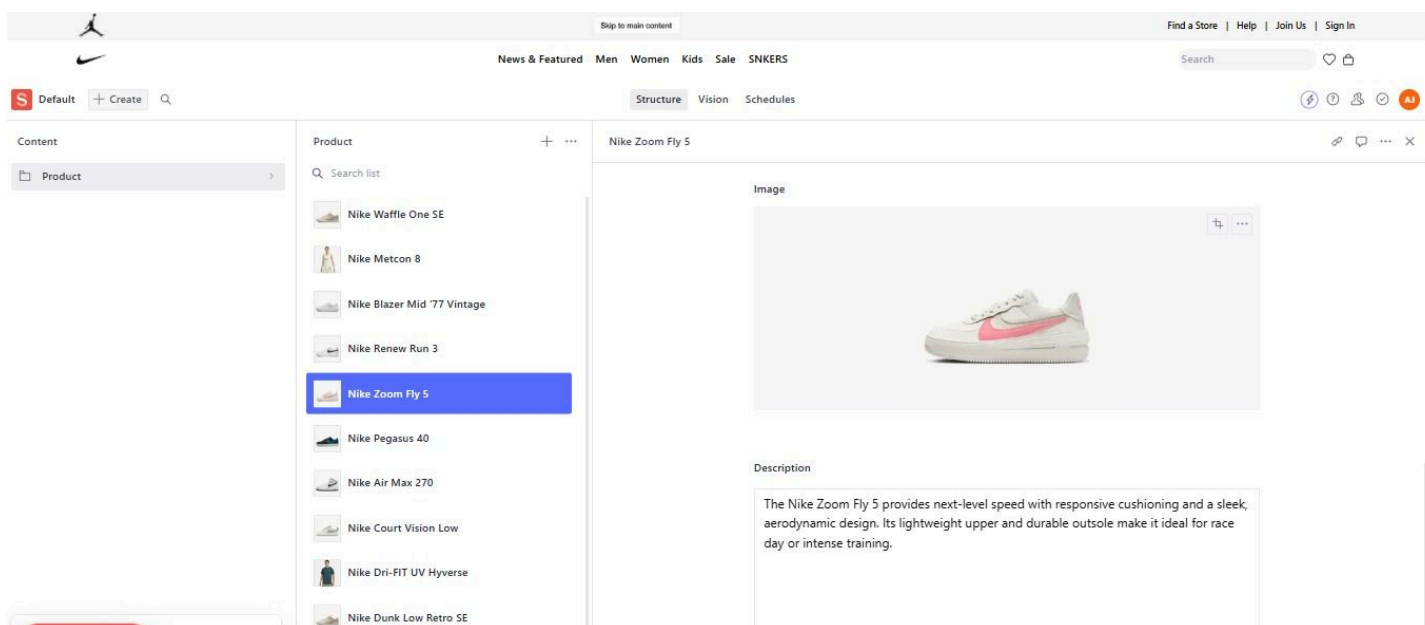 Skip to main content
Find a Store | Help | Join Us | Sign In
News & Featured Men Women Kids Sale SNKRS
Search
S Default + Create
Structure Vision Schedules
AJ
Content
Product
Product
Search list
Nike Waffle One SE
Nike Metcon 8
Nike Blazer Mid '77 Vintage
Nike Renew Run 3
Nike Zoom Fly 5
Nike Pegasus 40
Nike Air Max 270
Nike Court Vision Low
Nike Dri-FIT UV Hyverse
Nike Dunk Low Retro SE
Nike Zoom Fly 5
Image
Description
The Nike Zoom Fly 5 provides next-level speed with responsive cushioning and a sleek,
aerodynamic design. Its lightweight upper and durable outsole make it ideal for race
day or intense training.